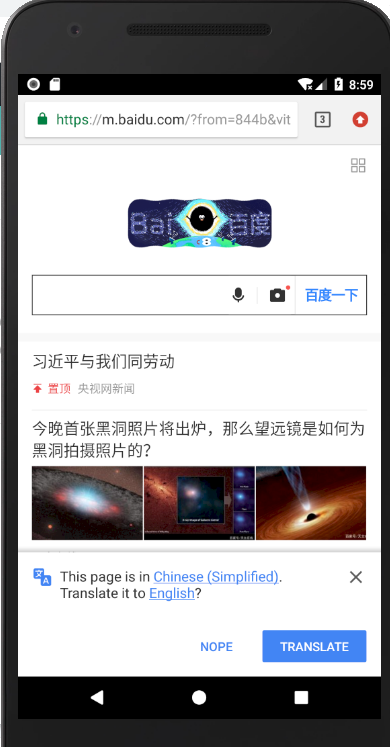 8:59
https://m.baidu.com/?from=844b&vit
3
Bai 百度
百度一下
习近平与我们同劳动
置顶 央视网新闻
今晚首张黑洞照片将出炉，那么望远镜是如何为
黑洞拍摄照片的？
This page is in Chinese (Simplified).
Translate it to English?
NOPE
TRANSLATE